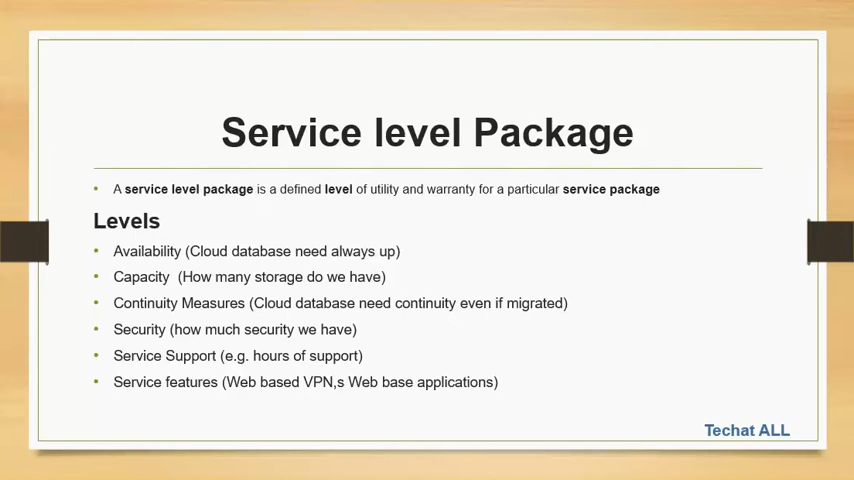 Service level Package
• A service level package is a defined level of utility and warranty for a particular service package
Levels
• Availability (Cloud database need always up)
• Capacity (How many storage do we have)
• Continuity Measures (Cloud database need continuity even if migrated)
• Security (how much security we have)
• Service Support (e.g. hours of support)
• Service features (Web based VPN,s Web base applications)
Techat ALL